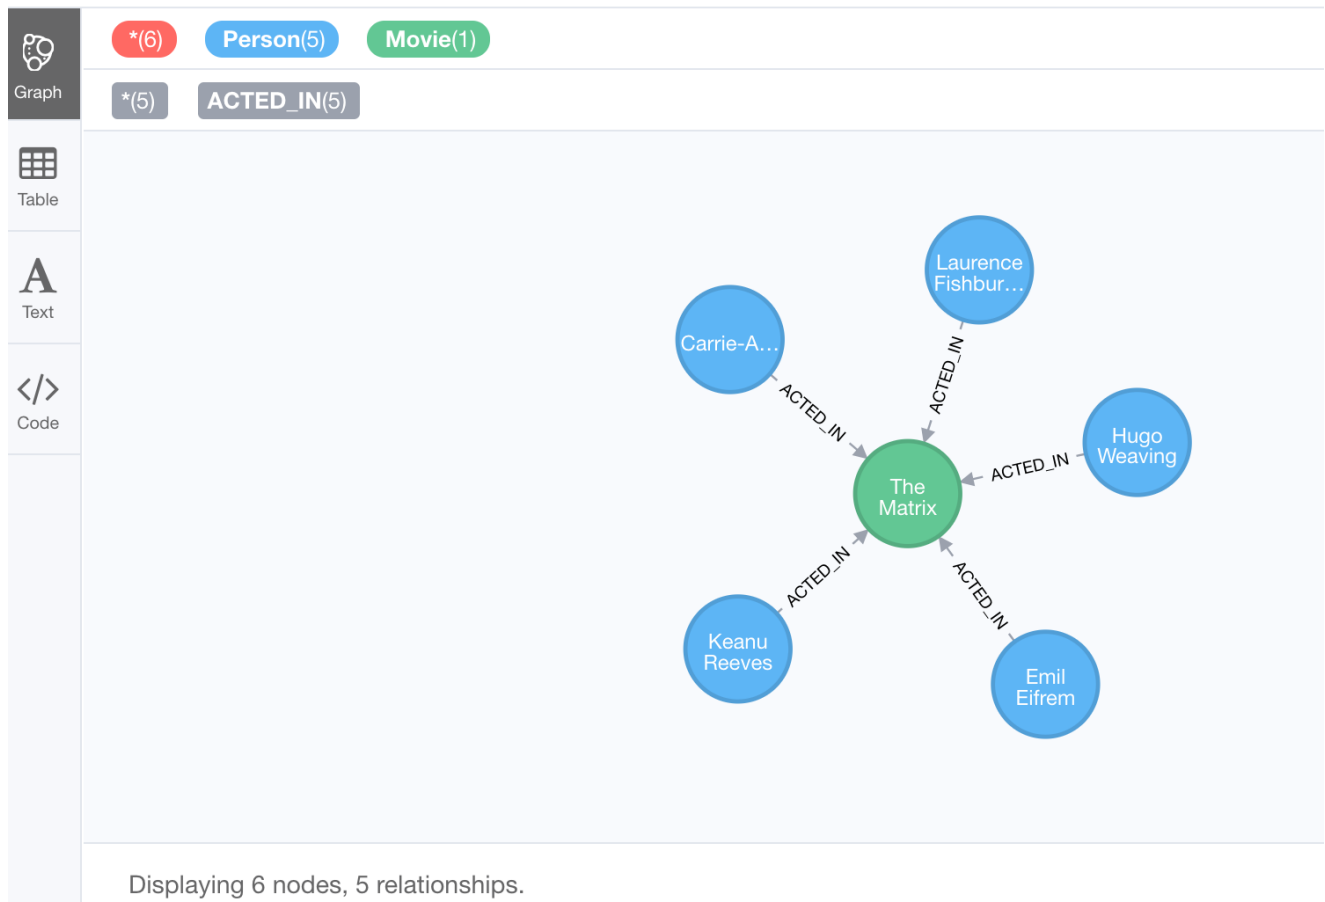 *(6) Person(5) Movie(1)
*(5) ACTED_IN(5)
Graph
Table
Text
Code
Laurence
Fishbur...
Carrie-A...
Hugo
Weaving
The
Matrix
Keanu
Reeves
Emil
Eifrem
ACTED_IN
ACTED_IN
ACTED_IN
ACTED_IN
ACTED_IN
Displaying 6 nodes, 5 relationships.